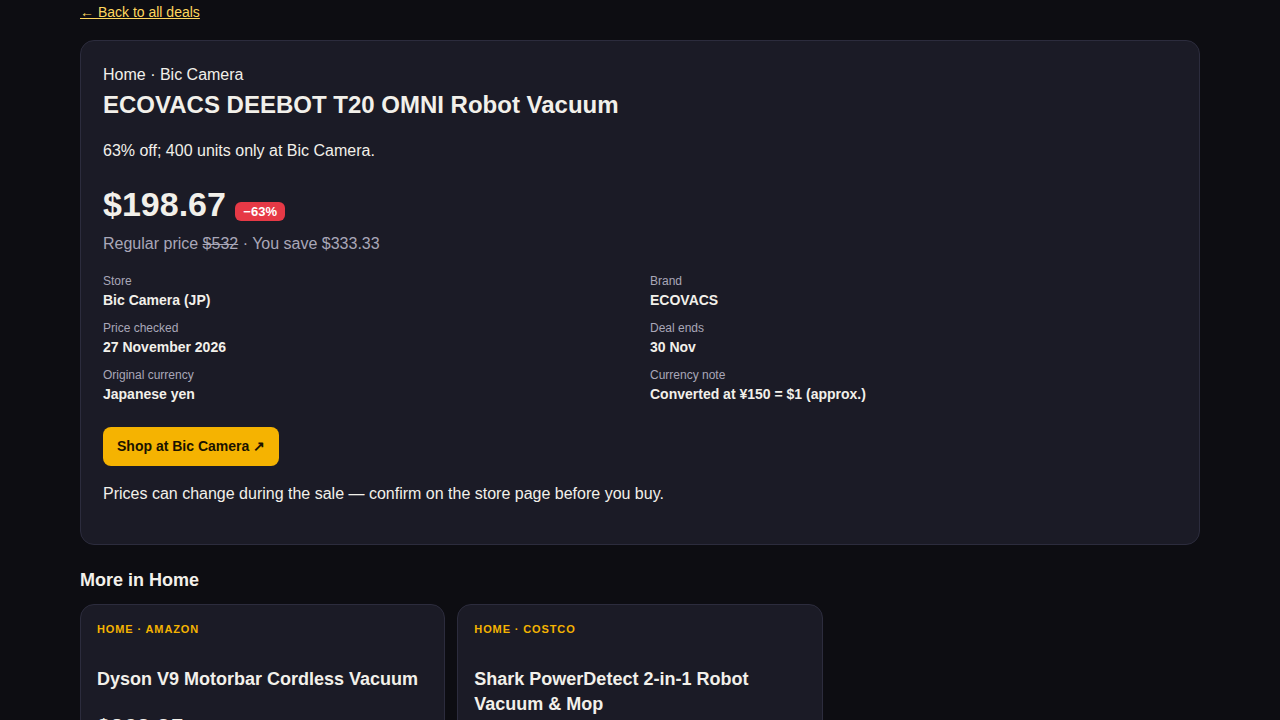 ← Back to all deals
Home · Bic Camera
ECOVACS DEEBOT T20 OMNI Robot Vacuum
63% off; 400 units only at Bic Camera.
$198.67 −63%
Regular price $532 · You save $333.33
Store
Bic Camera (JP)
Brand
ECOVACS
Price checked
27 November 2026
Deal ends
30 Nov
Original currency
Japanese yen
Currency note
Converted at ¥150 = $1 (approx.)
Shop at Bic Camera ↗
Prices can change during the sale — confirm on the store page before you buy.
More in Home
HOME · AMAZON
Dyson V9 Motorbar Cordless Vacuum
HOME · COSTCO
Shark PowerDetect 2-in-1 Robot
Vacuum & Mop